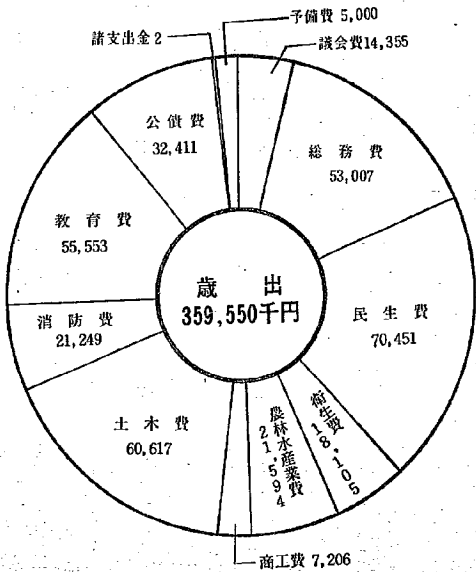 予備費 5,000
諸支出金 2
議会費14,355
公債費
32,411
総務費
53,007
教育費
55,553
歳出
359,550千円
民生費
70,451
消防費
21,249
土木費
60,617
農林水産業費
21,594
衛生費
18,105
商工費 7,206